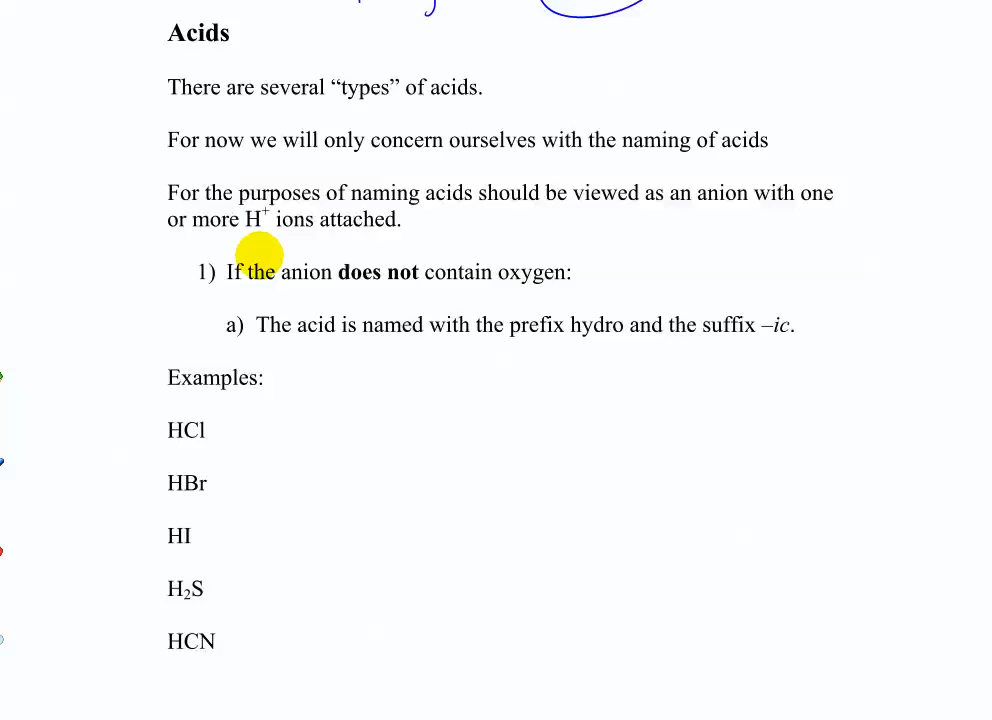 Acids
There are several “types” of acids.
For now we will only concern ourselves with the naming of acids
For the purposes of naming acids should be viewed as an anion with one
or more H⁺ ions attached.
1) If the anion does not contain oxygen:
a) The acid is named with the prefix hydro and the suffix –ic.
Examples:
HCl
HBr
HI
H₂S
HCN